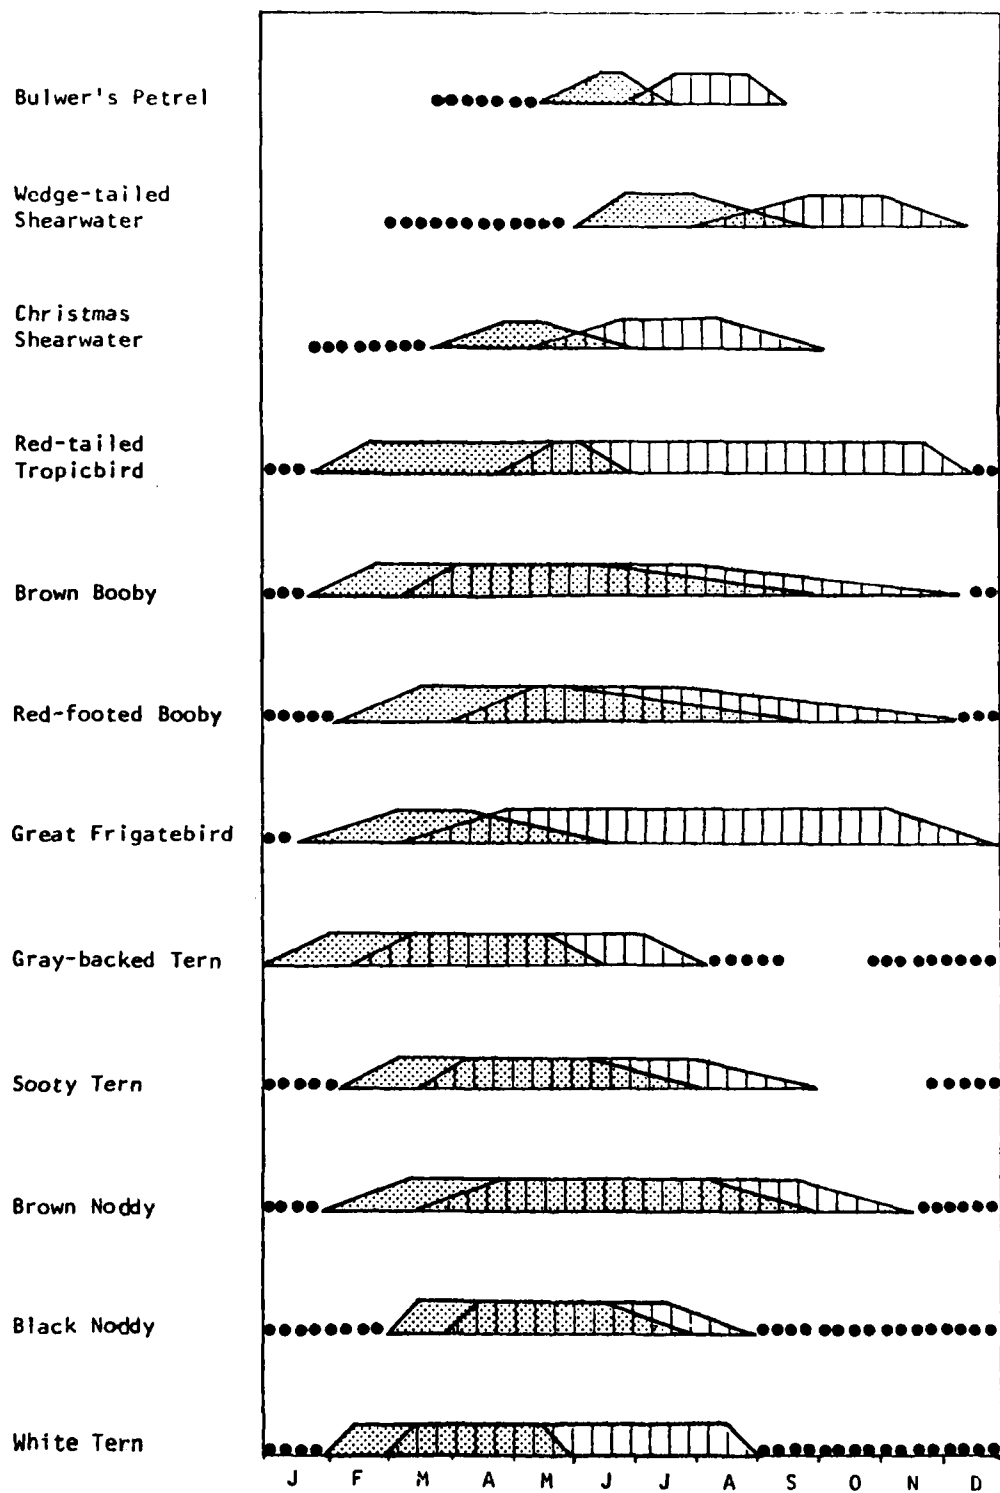 Bulwer's Petrel
Wedge-tailed
Shearwater
Christmas
Shearwater
Red-tailed
Tropicbird
Brown Booby
Red-footed Booby
Great Frigatebird
Gray-backed Tern
Sooty Tern
Brown Noddy
Black Noddy
White Tern
J F M A M J J A S O N D